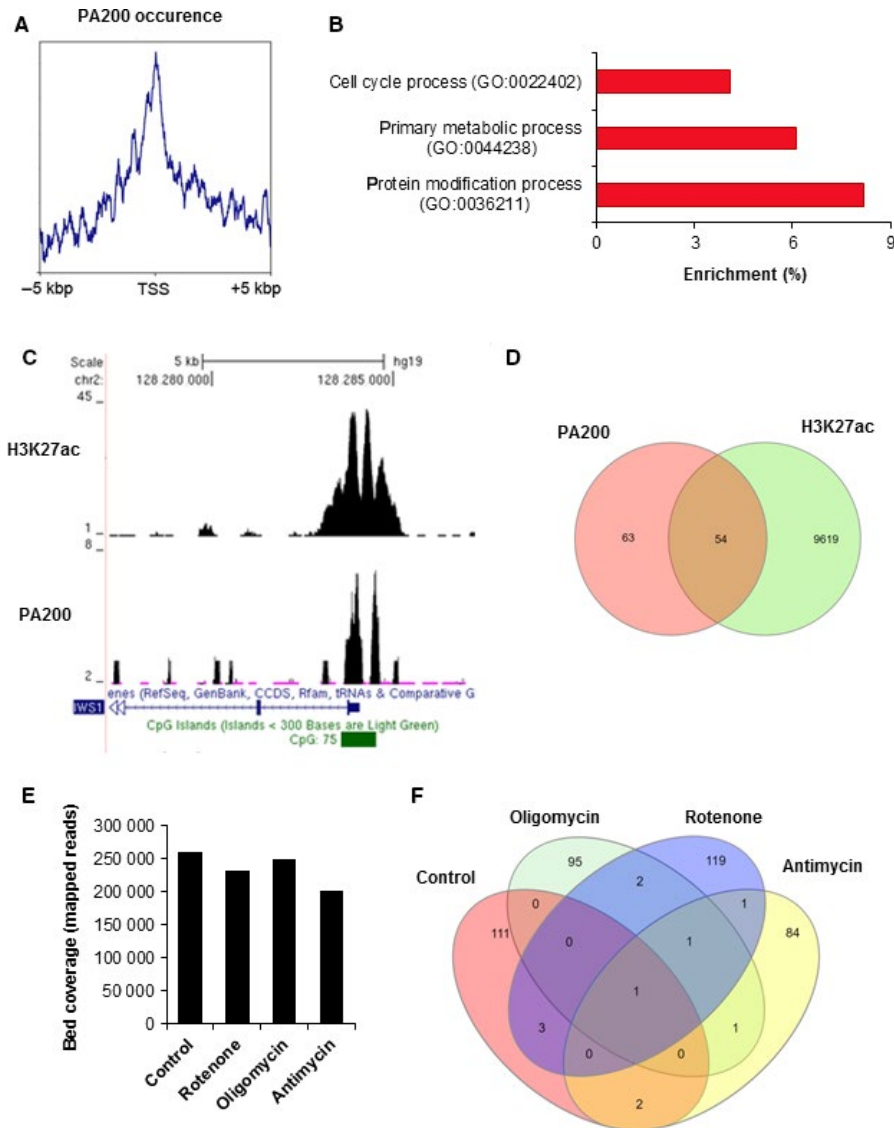 A
PA200 occurence
–5 kbp
TSS
+5 kbp
B
Cell cycle process (GO:0022402)
Primary metabolic process
(GO:0044238)
Protein modification process
(GO:0036211)
0
3
6
9
Enrichment (%)
C
Scale
5 kb
hg19
chr2:
128 280 000
128 285 000
45
H3K27ac
1
8
PA200
2
enes (RefSeq, GenBank, CCDS, Rfam, tRNAs & Comparative G
IWS1
CpG Islands (Islands < 300 Bases are Light Green)
CpG: 75
D
PA200
H3K27ac
63
54
9619
E
Bed coverage (mapped reads)
300 000
250 000
200 000
150 000
100 000
50 000
0
Control
Rotenone
Oligomycin
Antimycin
F
Oligomycin
Rotenone
Control
Antimycin
95
2
119
0
1
111
0
1
84
1
3
1
0
0
2